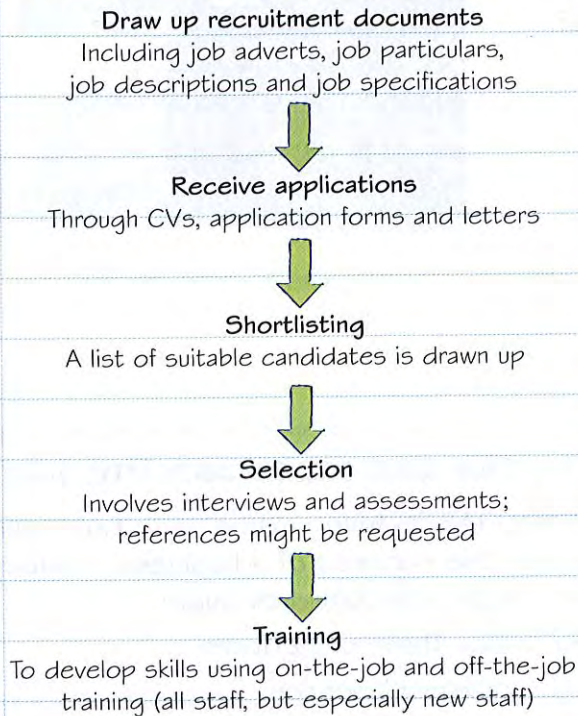 Draw up recruitment documents
Including job adverts, job particulars,
job descriptions and job specifications
Receive applications
Through CVs, application forms and letters
Shortlisting
A list of suitable candidates is drawn up
Selection
Involves interviews and assessments;
references might be requested
Training
To develop skills using on-the-job and off-the-job
training (all staff, but especially new staff)